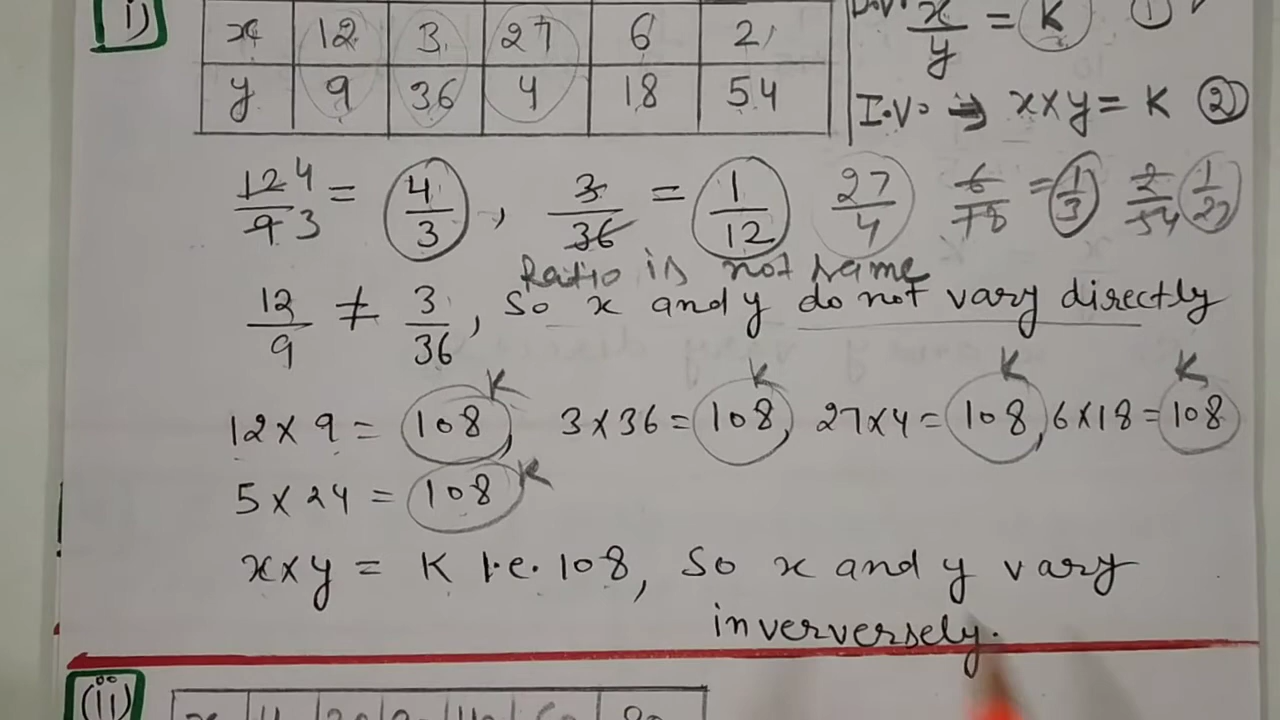 i)
x 12 3 27 6 2
y 9 36 4 18 54
x/y = K 1
I.V. ⇒ x×y = K 2
12/9 4/3 = 4/3, 3/36 = 1/12 27/4 6/18 = 1/3 2/54 1/27
Ratio is not same
12/9 ≠ 3/36, So x and y do not vary directly
12×9 = 108, K 3×36 = 108, K 27×4 = 108, K 6×18 = 108 K
5×24 = 108 K
x×y = K i.e. 108, So x and y vary
inverversely.
(ii)